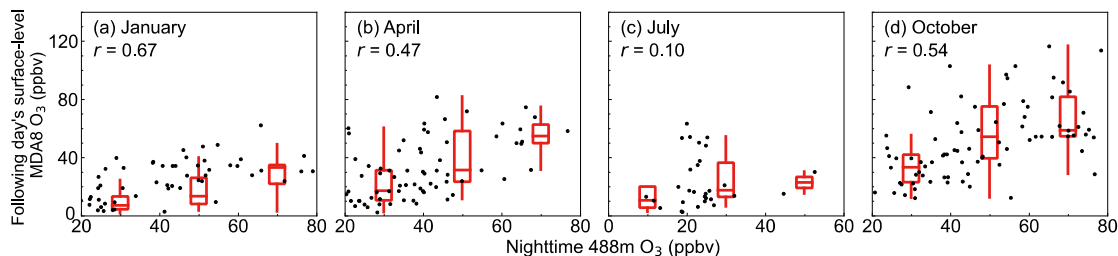 (a) January
r = 0.67
(b) April
r = 0.47
(c) July
r = 0.10
(d) October
r = 0.54
Following day's surface-level
MDA8 O3 (ppbv)
120
80
40
0
20 40 60 80
20 40 60 80
0 20 40 60
20 40 60 80
Nighttime 488m O3 (ppbv)